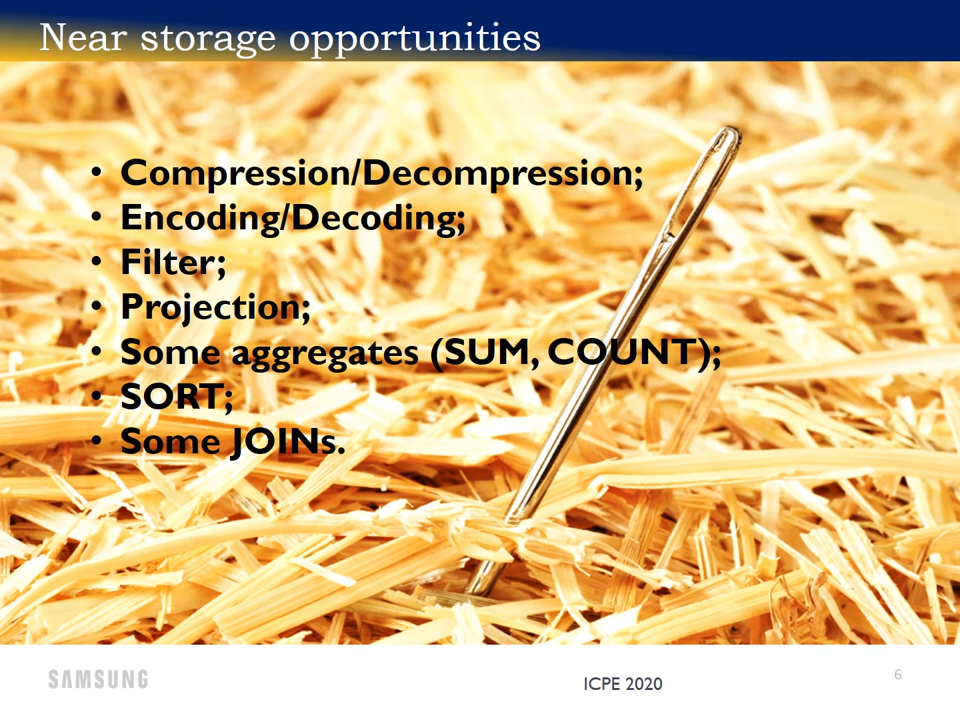 Near storage opportunities
• Compression/Decompression;
• Encoding/Decoding;
• Filter;
• Projection;
• Some aggregates (SUM, COUNT);
• SORT;
• Some JOINs.
SAMSUNG
ICPE 2020
6